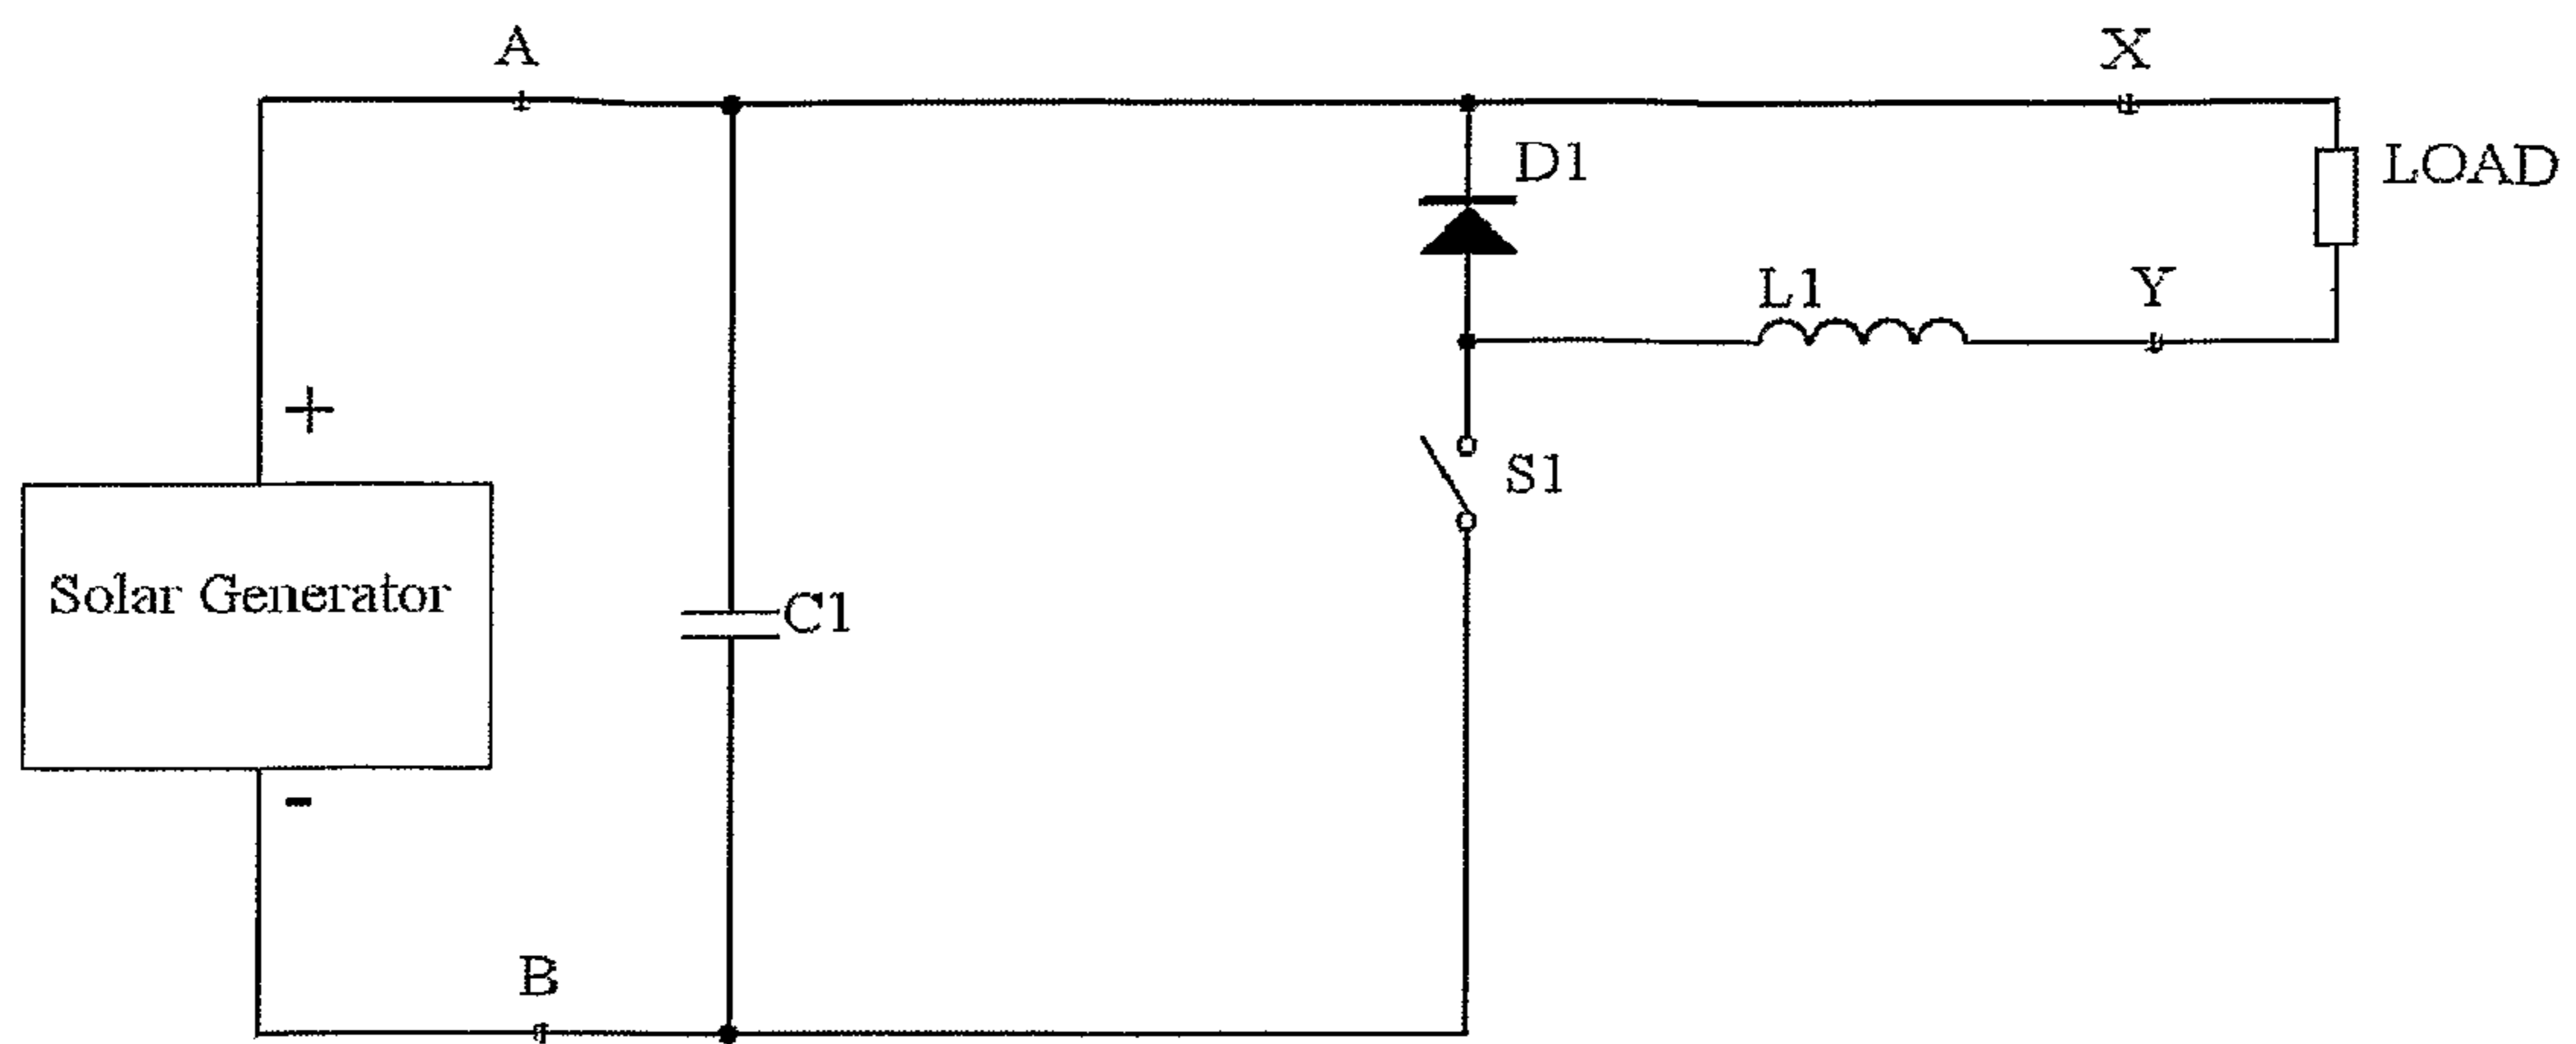 A
X
D1
LOAD
L1
Y
+
S1
Solar Generator
C1
-
B